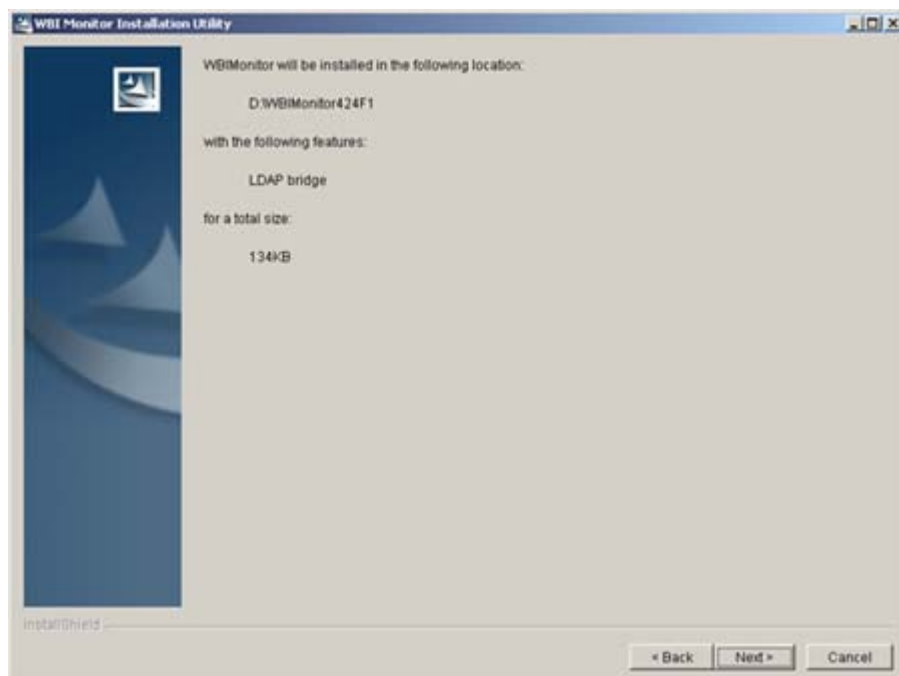 WBI Monitor Installation Utility
WBIMonitor will be installed in the following location:
D:\WBIMonitor424F1
with the following features:
LDAP bridge
for a total size:
134KB
InstallShield
< Back Next > Cancel